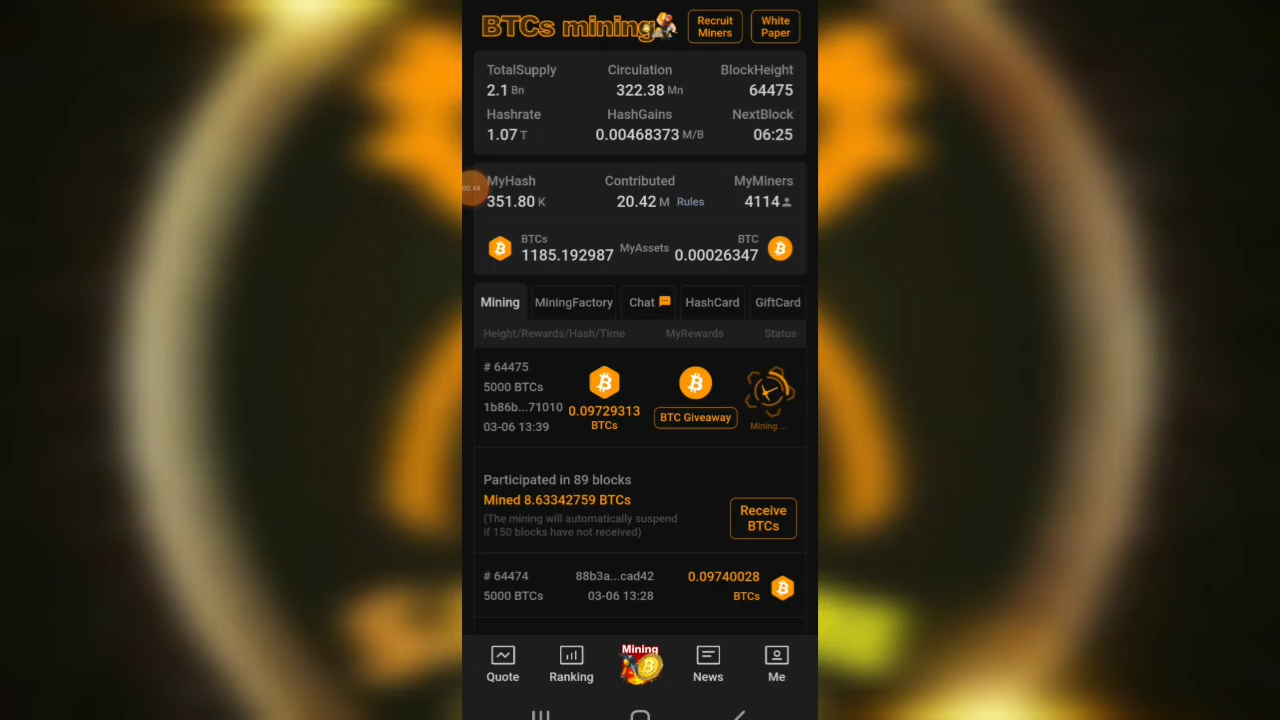 BTCs mining
Recruit Miners
White Paper
TotalSupply Circulation BlockHeight
2.1 Bn 322.38 Mn 64475
Hashrate HashGains NextBlock
1.07 T 0.00468373 M/B 06:25
00:44
MyHash Contributed MyMiners
351.80 K 20.42 M Rules 4114
BTCs MyAssets BTC
1185.192987 0.00026347
Mining MiningFactory Chat HashCard GiftCard
Height/Rewards/Hash/Time MyRewards Status
# 64475
5000 BTCs
1b86b...71010
03-06 13:39
0.09729313
BTCs
BTC Giveaway
Mining ...
Participated in 89 blocks
Mined 8.63342759 BTCs
(The mining will automatically suspend
if 150 blocks have not received)
Receive
BTCs
# 64474 88b3a...cad42 0.09740028
5000 BTCs 03-06 13:28 BTCs
Mining
Quote Ranking News Me